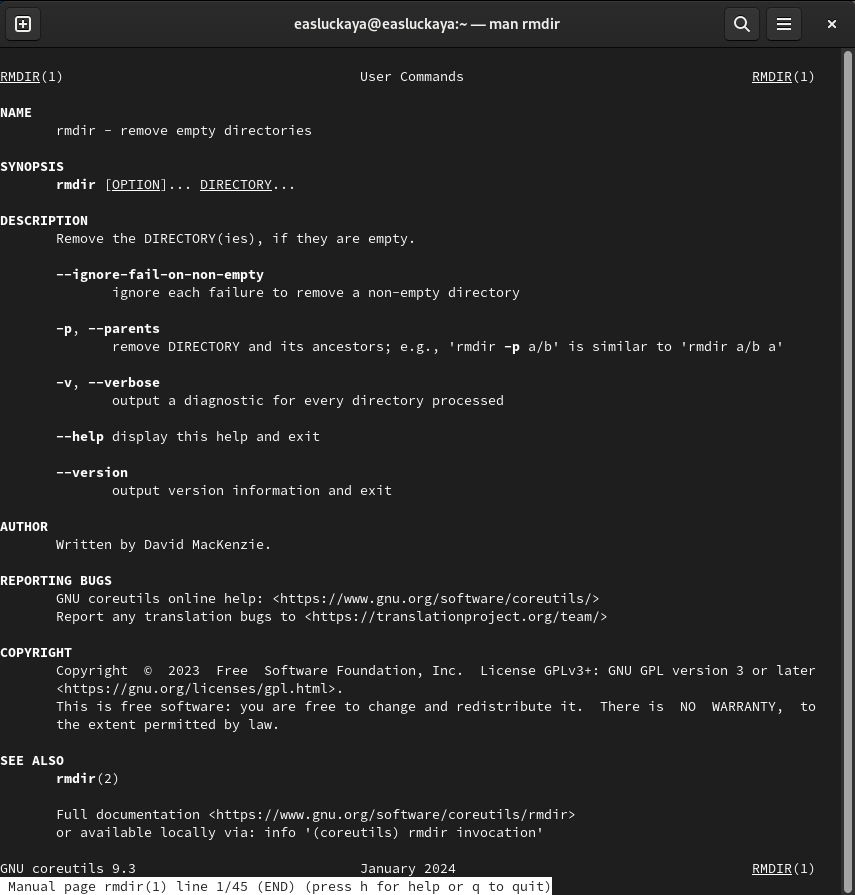 easluckaya@easluckaya:~ — man rmdir
RMDIR(1) User Commands RMDIR(1)
NAME
rmdir - remove empty directories
SYNOPSIS
rmdir [OPTION]... DIRECTORY...
DESCRIPTION
Remove the DIRECTORY(ies), if they are empty.
--ignore-fail-on-non-empty
ignore each failure to remove a non-empty directory
-p, --parents
remove DIRECTORY and its ancestors; e.g., 'rmdir -p a/b' is similar to 'rmdir a/b a'
-v, --verbose
output a diagnostic for every directory processed
--help display this help and exit
--version
output version information and exit
AUTHOR
Written by David MacKenzie.
REPORTING BUGS
GNU coreutils online help: <https://www.gnu.org/software/coreutils/>
Report any translation bugs to <https://translationproject.org/team/>
COPYRIGHT
Copyright © 2023 Free Software Foundation, Inc. License GPLv3+: GNU GPL version 3 or later
<https://gnu.org/licenses/gpl.html>.
This is free software: you are free to change and redistribute it. There is NO WARRANTY, to
the extent permitted by law.
SEE ALSO
rmdir(2)
Full documentation <https://www.gnu.org/software/coreutils/rmdir>
or available locally via: info '(coreutils) rmdir invocation'
GNU coreutils 9.3 January 2024 RMDIR(1)
Manual page rmdir(1) line 1/45 (END) (press h for help or q to quit)